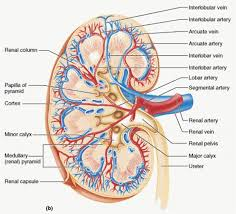 Interlobular vein
Interlobular artery
Arcuate vein
Arcuate artery
Interlobar vein
Interlobar artery
Lobar artery
Segmental artery
Renal artery
Renal vein
Renal pelvis
Major calyx
Ureter
Renal column
Papilla of
pyramid
Cortex
Minor calyx
Medullary
(renal) pyramid
Renal capsule
(b)